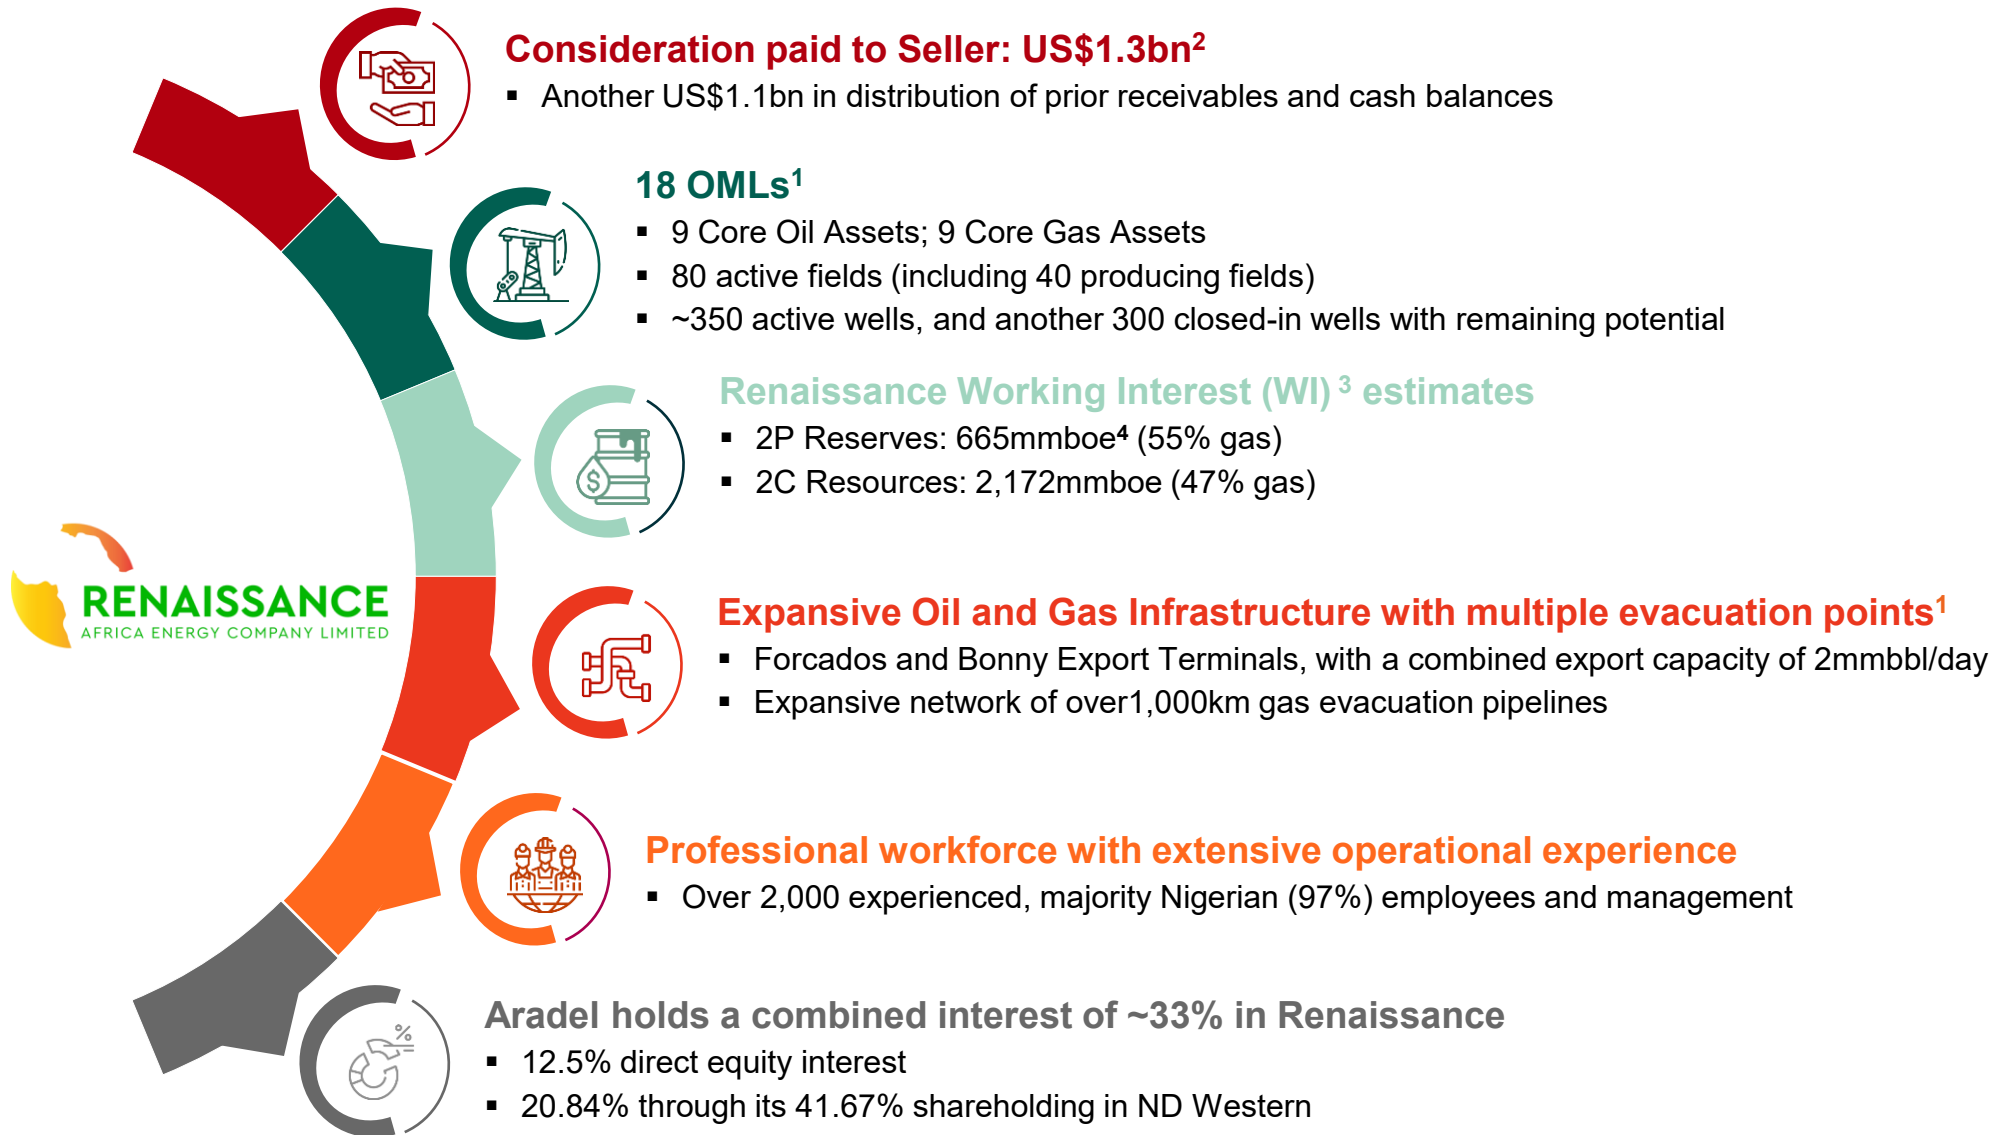 Consideration paid to Seller: US$1.3bn²
▪ Another US$1.1bn in distribution of prior receivables and cash balances
18 OMLs¹
▪ 9 Core Oil Assets; 9 Core Gas Assets
▪ 80 active fields (including 40 producing fields)
▪ ~350 active wells, and another 300 closed-in wells with remaining potential
Renaissance Working Interest (WI) ³ estimates
▪ 2P Reserves: 665mmboe⁴ (55% gas)
▪ 2C Resources: 2,172mmboe (47% gas)
RENAISSANCE
AFRICA ENERGY COMPANY LIMITED
Expansive Oil and Gas Infrastructure with multiple evacuation points¹
▪ Forcados and Bonny Export Terminals, with a combined export capacity of 2mmbbl/day
▪ Expansive network of over1,000km gas evacuation pipelines
Professional workforce with extensive operational experience
▪ Over 2,000 experienced, majority Nigerian (97%) employees and management
Aradel holds a combined interest of ~33% in Renaissance
▪ 12.5% direct equity interest
▪ 20.84% through its 41.67% shareholding in ND Western